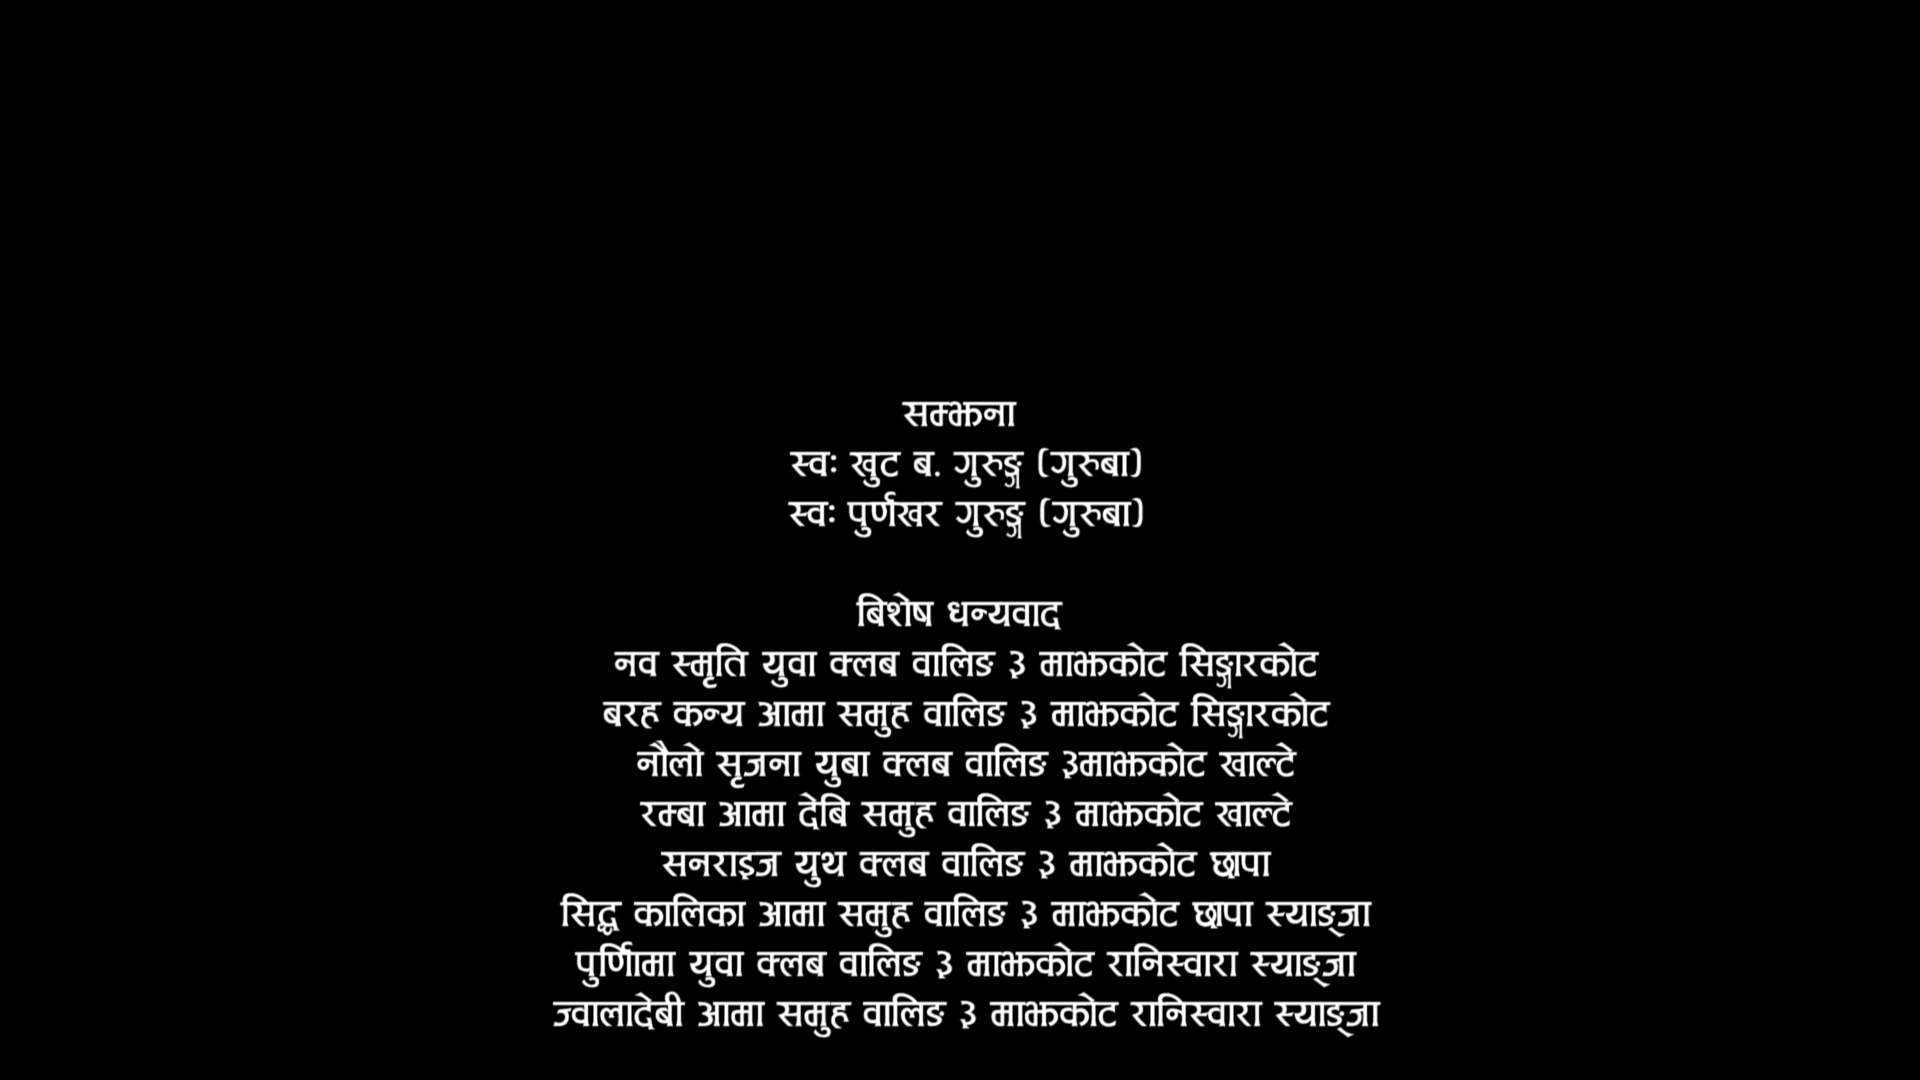 सम्झना
स्वः खुट ब. गुरुङ्ग (गुरुबा)
स्वः पुर्णखर गुरुङ्ग (गुरुबा)
बिशेष धन्यवाद
नव स्मृति युवा क्लब वालिङ ३ माझकोट सिङ्गारकोट
बरह कन्य आमा समुह वालिङ ३ माझकोट सिङ्गारकोट
नौलो सृजना युबा क्लब वालिङ ३माझकोट खाल्टे
रम्बा आमा देबि समुह वालिङ ३ माझकोट खाल्टे
सनराइज युथ क्लब वालिङ ३ माझकोट छापा
सिद्ध कालिका आमा समुह वालिङ ३ माझकोट छापा स्याङ्जा
पुर्णिामा युवा क्लब वालिङ ३ माझकोट रानिस्वारा स्याङ्जा
ज्वालादेबी आमा समुह वालिङ ३ माझकोट रानिस्वारा स्याङ्जा